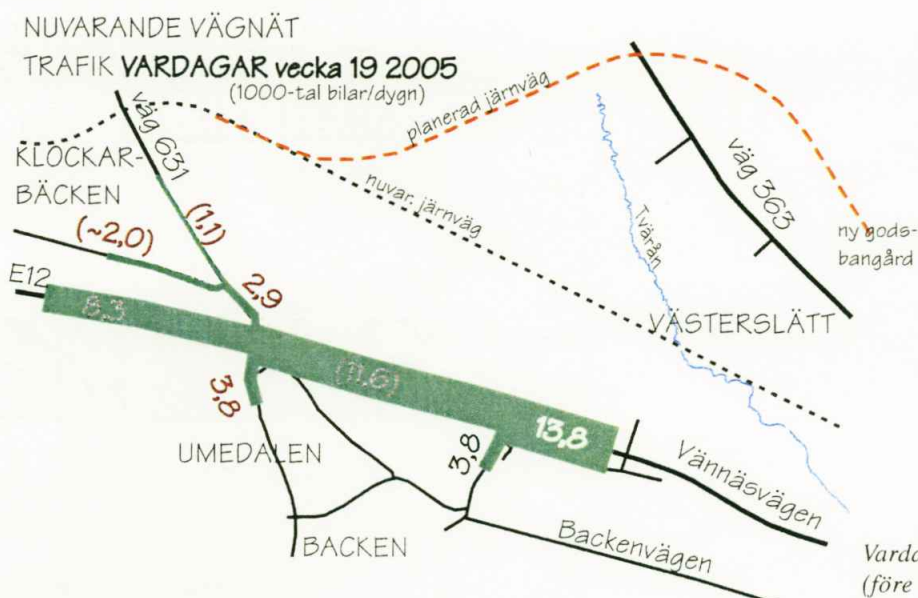 NUVARANDE VÄGNÄT
TRAFIK VARDAGAR vecka 19 2005
(1000-tal bilar/dygn)
väg 631
planerad järnväg
väg 363
KLOCKAR-
BÄCKEN
nuvar. järnväg
(1,1)
Tvärån
(~2,0)
ny gods-
bangård
E12
2,9
8,3
VÄSTERSLÄTT
(11,6)
3,8
13,8
UMEDALEN
3,8
Vännäsvägen
BACKEN
Backenvägen
(före